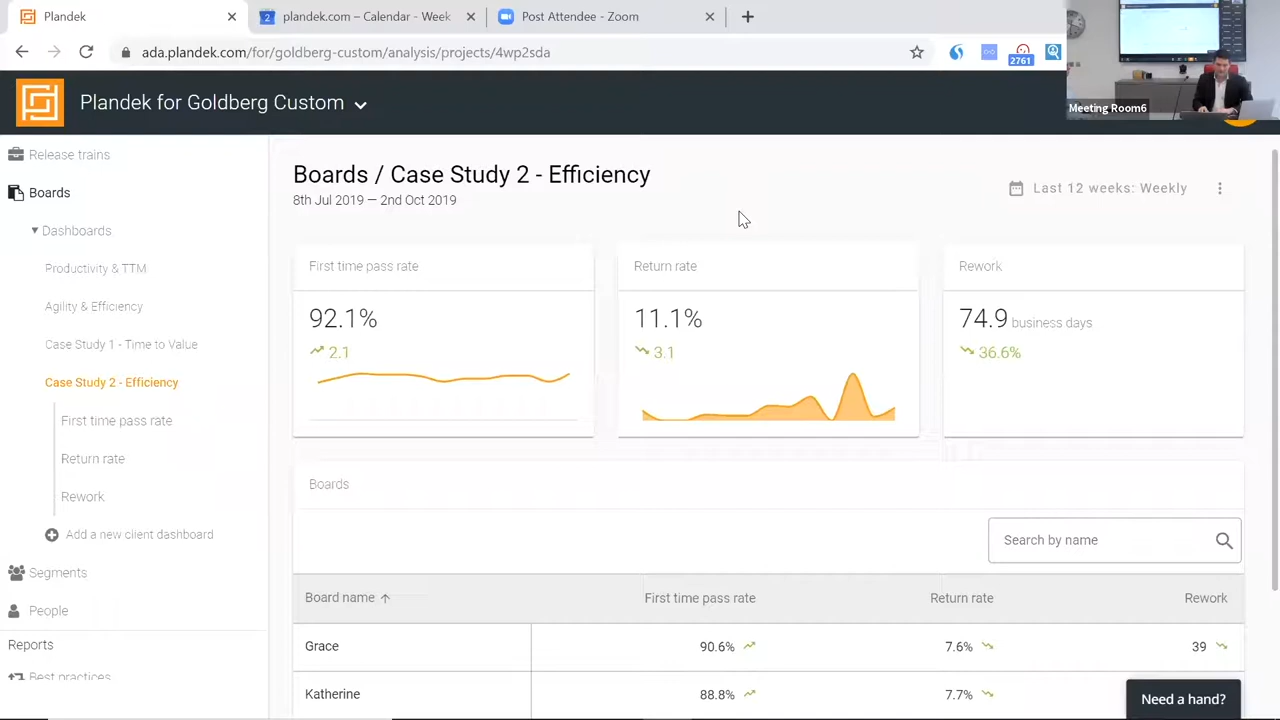 Plandek
plandek.com - Calendar -
Attendee - Zoom
ada.plandek.com/for/goldberg-custom/analysis/projects/
2761
Plandek for Goldberg Custom
Meeting Room6
Release trains
Boards
Dashboards
Productivity & TTM
Agility & Efficiency
Case Study 1 - Time to Value
Case Study 2 - Efficiency
First time pass rate
Return rate
Rework
Add a new client dashboard
Segments
People
Reports
Best practices
Boards / Case Study 2 - Efficiency
8th Jul 2019 – 2nd Oct 2019
Last 12 weeks: Weekly
First time pass rate
92.1%
2.1
Return rate
11.1%
3.1
Rework
74.9 business days
36.6%
Boards
Search by name
Board name First time pass rate Return rate Rework
Grace 90.6% 7.6% 39
Katherine 88.8% 7.7%
Need a hand?